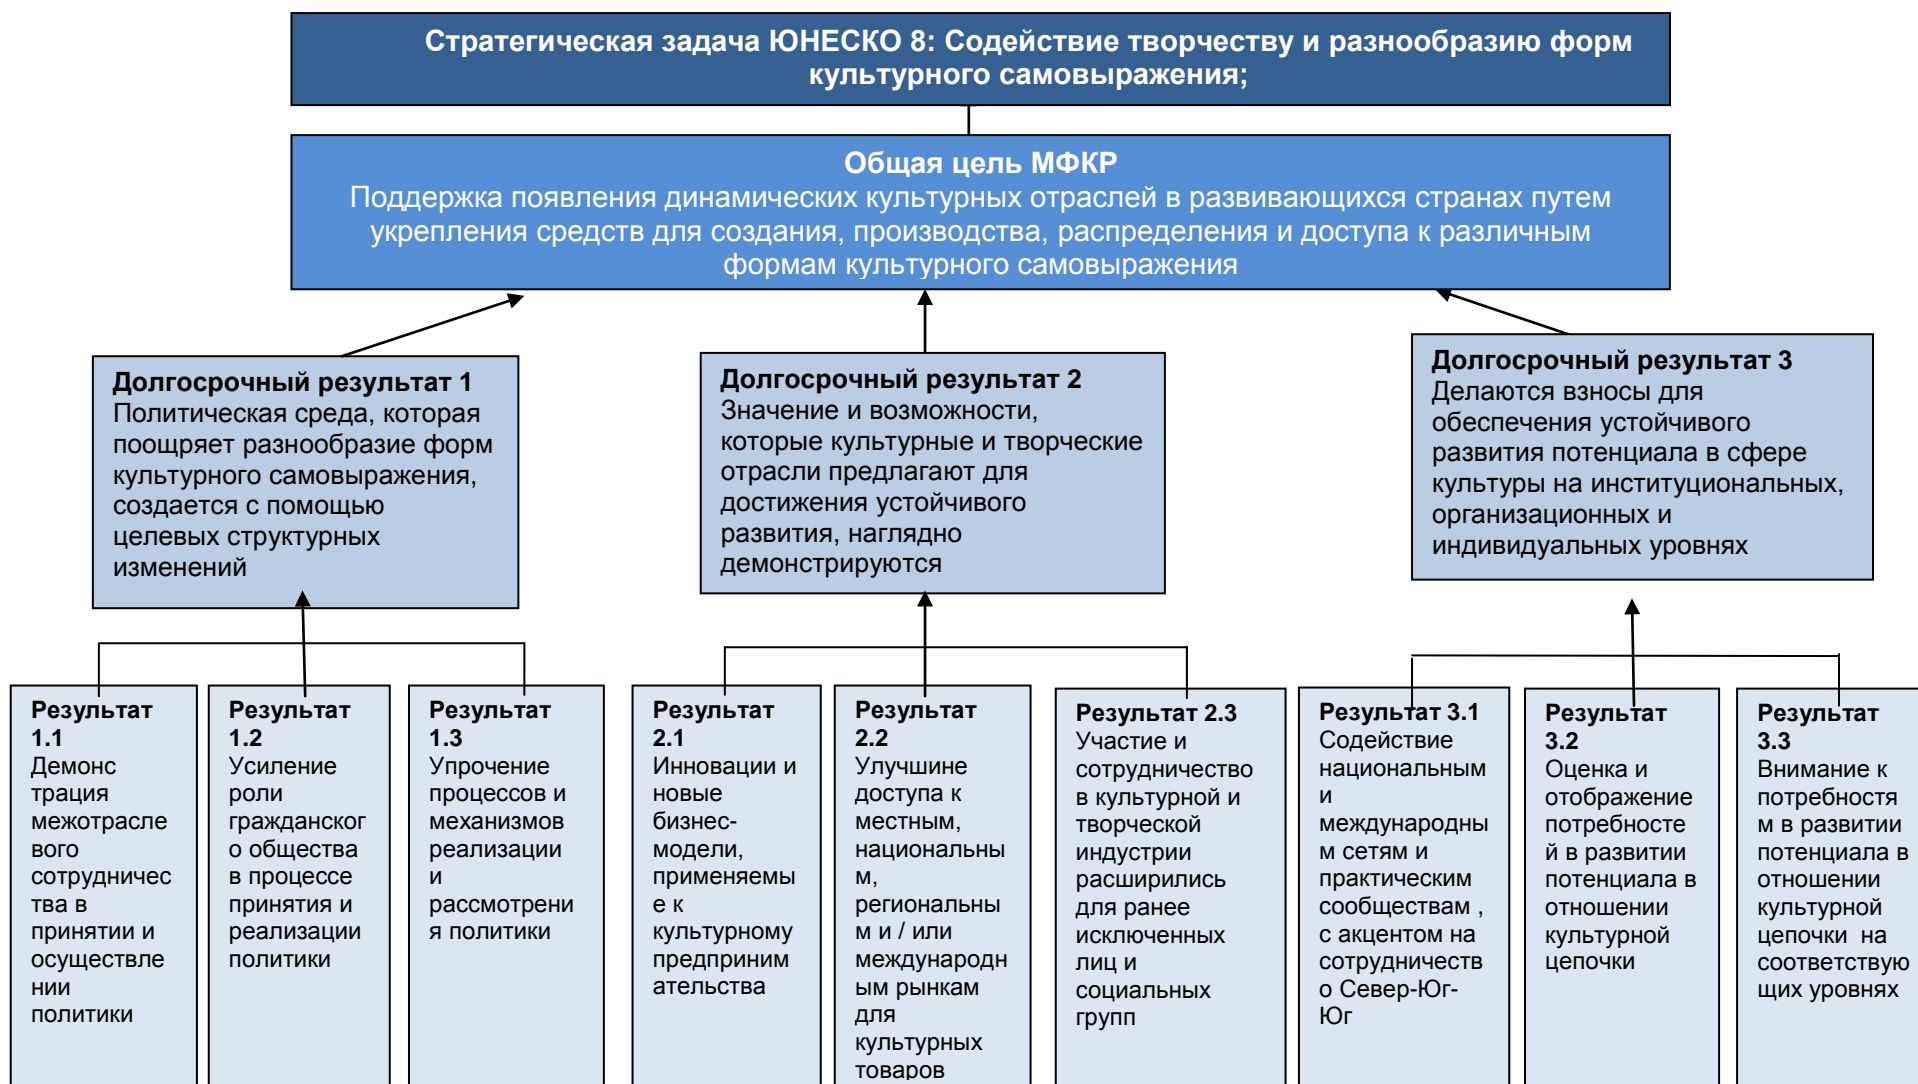 Стратегическая задача ЮНЕСКО 8: Содействие творчеству и разнообразию форм
культурного самовыражения;
Общая цель МФКР
Поддержка появления динамических культурных отраслей в развивающихся странах путем
укрепления средств для создания, производства, распределения и доступа к различным
формам культурного самовыражения
Долгосрочный результат 1
Политическая среда, которая
поощряет разнообразие форм
культурного самовыражения,
создается с помощью
целевых структурных
изменений
Долгосрочный результат 2
Значение и возможности,
которые культурные и творческие
отрасли предлагают для
достижения устойчивого
развития, наглядно
демонстрируются
Долгосрочный результат 3
Делаются взносы для
обеспечения устойчивого
развития потенциала в сфере
культуры на институциональных,
организационных и
индивидуальных уровнях
Результат
1.1
Демонс
трация
межотрасле
вого
сотрудничес
тва в
принятии и
осуществле
нии
политики
Результат
1.2
Усиление
роли
гражданског
о общества
в процессе
принятия и
реализации
политики
Результат
1.3
Упрочение
процессов и
механизмов
реализации
и
рассмотрени
я политики
Результат
2.1
Инновации и
новые
бизнес-
модели,
применяемы
е к
культурному
предприним
ательства
Результат
2.2
Улучшине
доступа к
местным,
национальны
м,
региональны
м и / или
международн
ым рынкам
для
культурных
товаров
Результат 2.3
Участие и
сотрудничество
в культурной и
творческой
индустрии
расширились
для ранее
исключенных
лиц и
социальных
групп
Результат 3.1
Содействие
национальным
и
международны
м сетям и
практическим
сообществам ,
с акцентом на
сотрудничеств
о Север-Юг-
Юг
Результат
3.2
Оценка и
отображение
потребносте
й в развитии
потенциала в
отношении
культурной
цепочки
Результат
3.3
Внимание к
потребностя
м в развитии
потенциала в
отношении
культурной
цепочки на
соответствую
щих уровнях